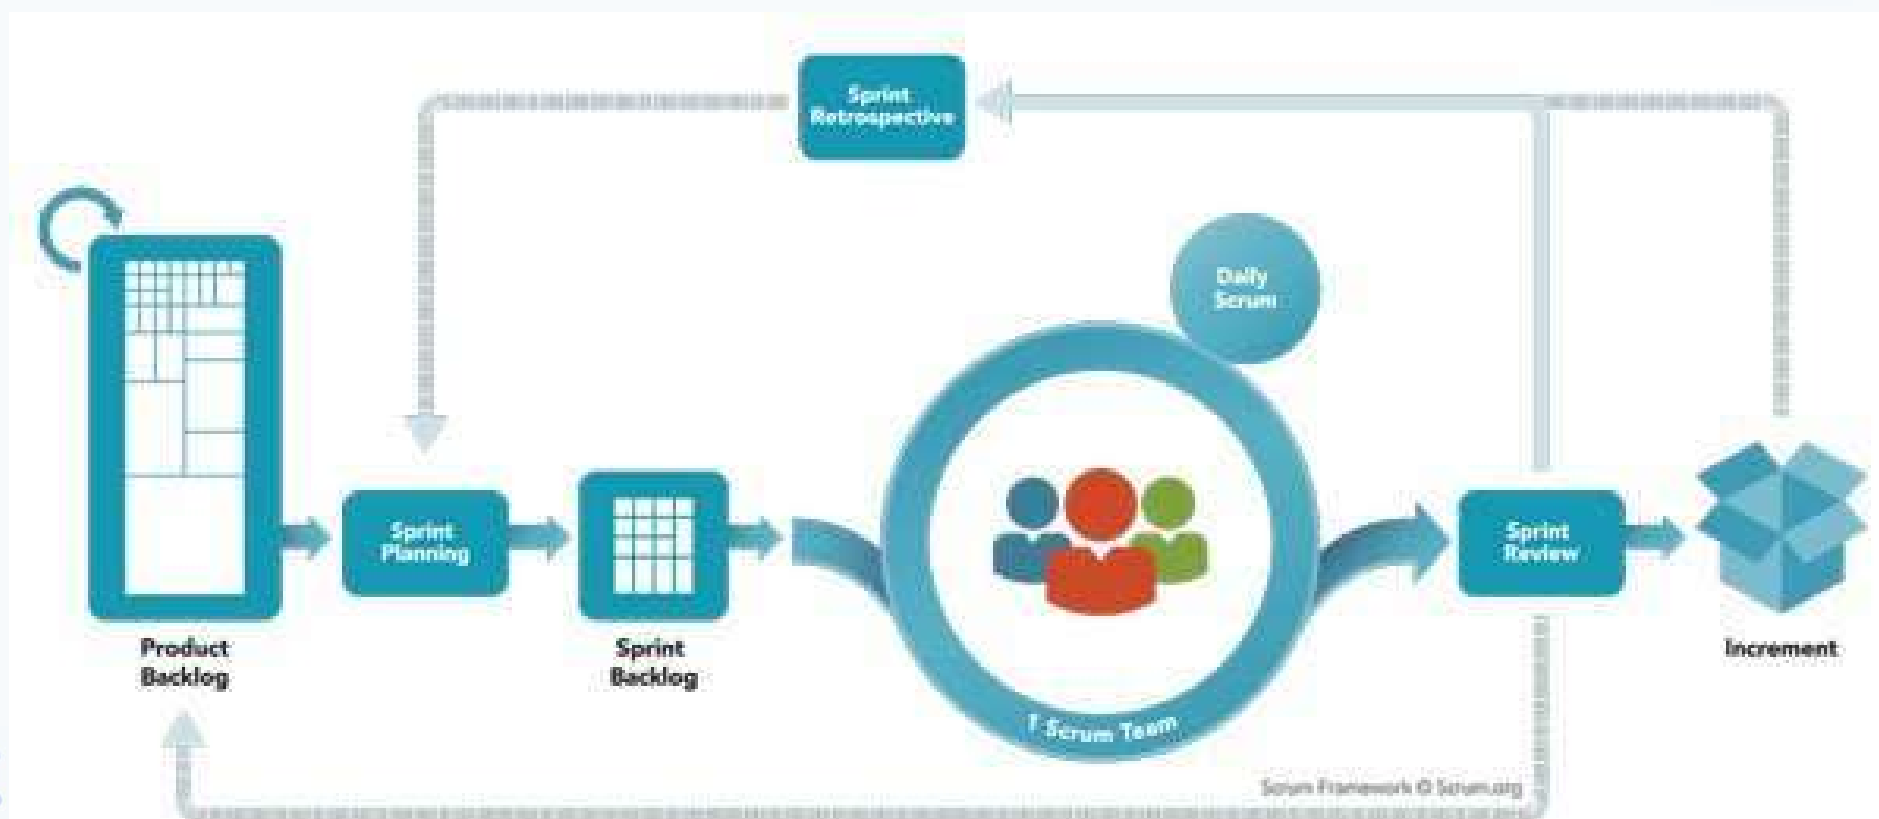 Sprint
Retrospective
Daily
Scrum
Sprint
Planning
Sprint
Review
Product
Backlog
Sprint
Backlog
Increment
1 Scrum Team
Scrum Framework © Scrum.org